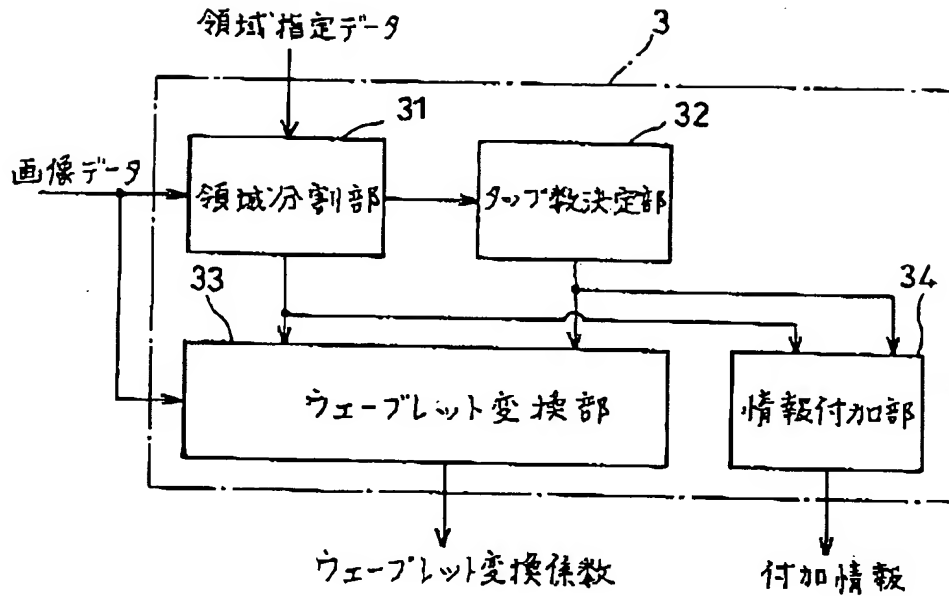 領域指定データ
3
31
32
画像データ
領域分割部
タップ数決定部
33
34
ウェーブレット変換部
情報付加部
ウェーブレット変換係数
付加情報